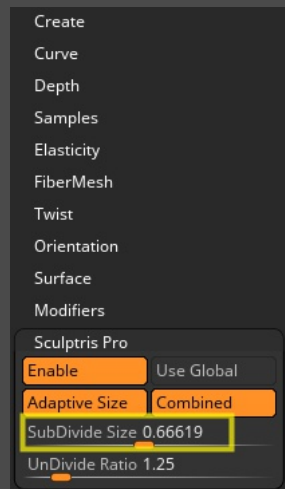 Create
Curve
Depth
Samples
Elasticity
FiberMesh
Twist
Orientation
Surface
Modifiers
Sculptris Pro
Enable Use Global
Adaptive Size Combined
SubDivide Size 0.66619
UnDivide Ratio 1.25